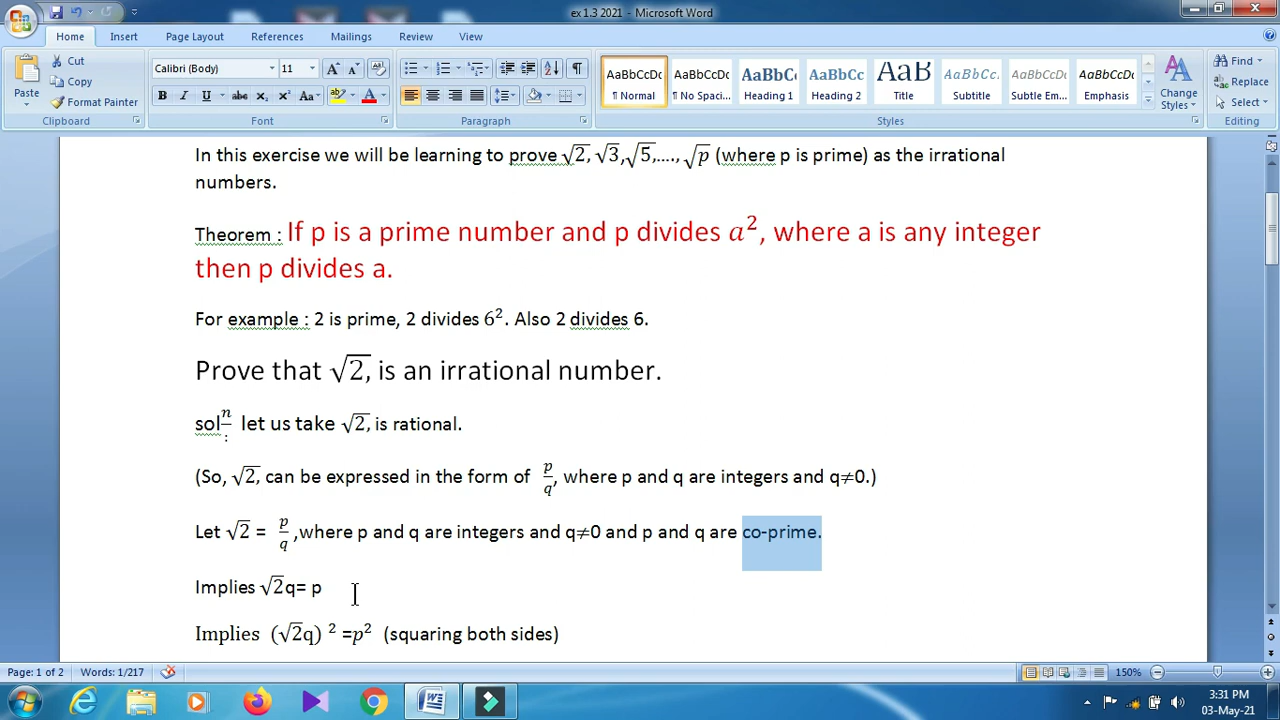 ex 1.3 2021 - Microsoft Word
Home Insert Page Layout References Mailings Review View
Paste
Cut
Copy
Format Painter
Clipboard
Calibri (Body) 11
B I U abc x₂ x² Aa
Font
Paragraph
AaBbCcDc AaBbCcDc AaBbCc AaBbCc AaB AaBbCc. AaBbCcDc AaBbCcDc
¶ Normal ¶ No Spaci... Heading 1 Heading 2 Title Subtitle Subtle Em... Emphasis
Change Styles
Styles
Find
Replace
Select
Editing
In this exercise we will be learning to prove √2, √3,√5,...., √p (where p is prime) as the irrational
numbers.
Theorem : If p is a prime number and p divides a², where a is any integer
then p divides a.
For example : 2 is prime, 2 divides 6². Also 2 divides 6.
Prove that √2, is an irrational number.
sol n/: let us take √2, is rational.
(So, √2, can be expressed in the form of p/q, where p and q are integers and q≠0.)
Let √2 = p/q ,where p and q are integers and q≠0 and p and q are co-prime.
Implies √2q= p
Implies (√2q) ² =p² (squaring both sides)
Page: 1 of 2 Words: 1/217 150%
3:31 PM
03-May-21